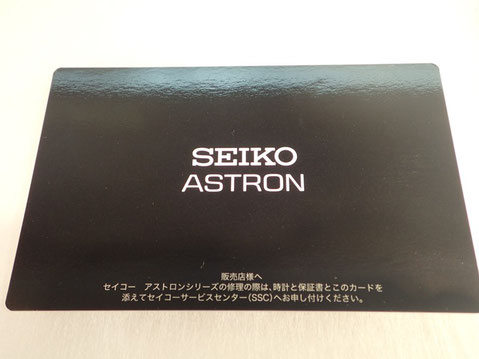 SEIKO
ASTRON
販売店様へ
セイコー　アストロンシリーズの修理の際は、時計と保証書とこのカードを
添えてセイコーサービスセンター(SSC)へお申し付けください。